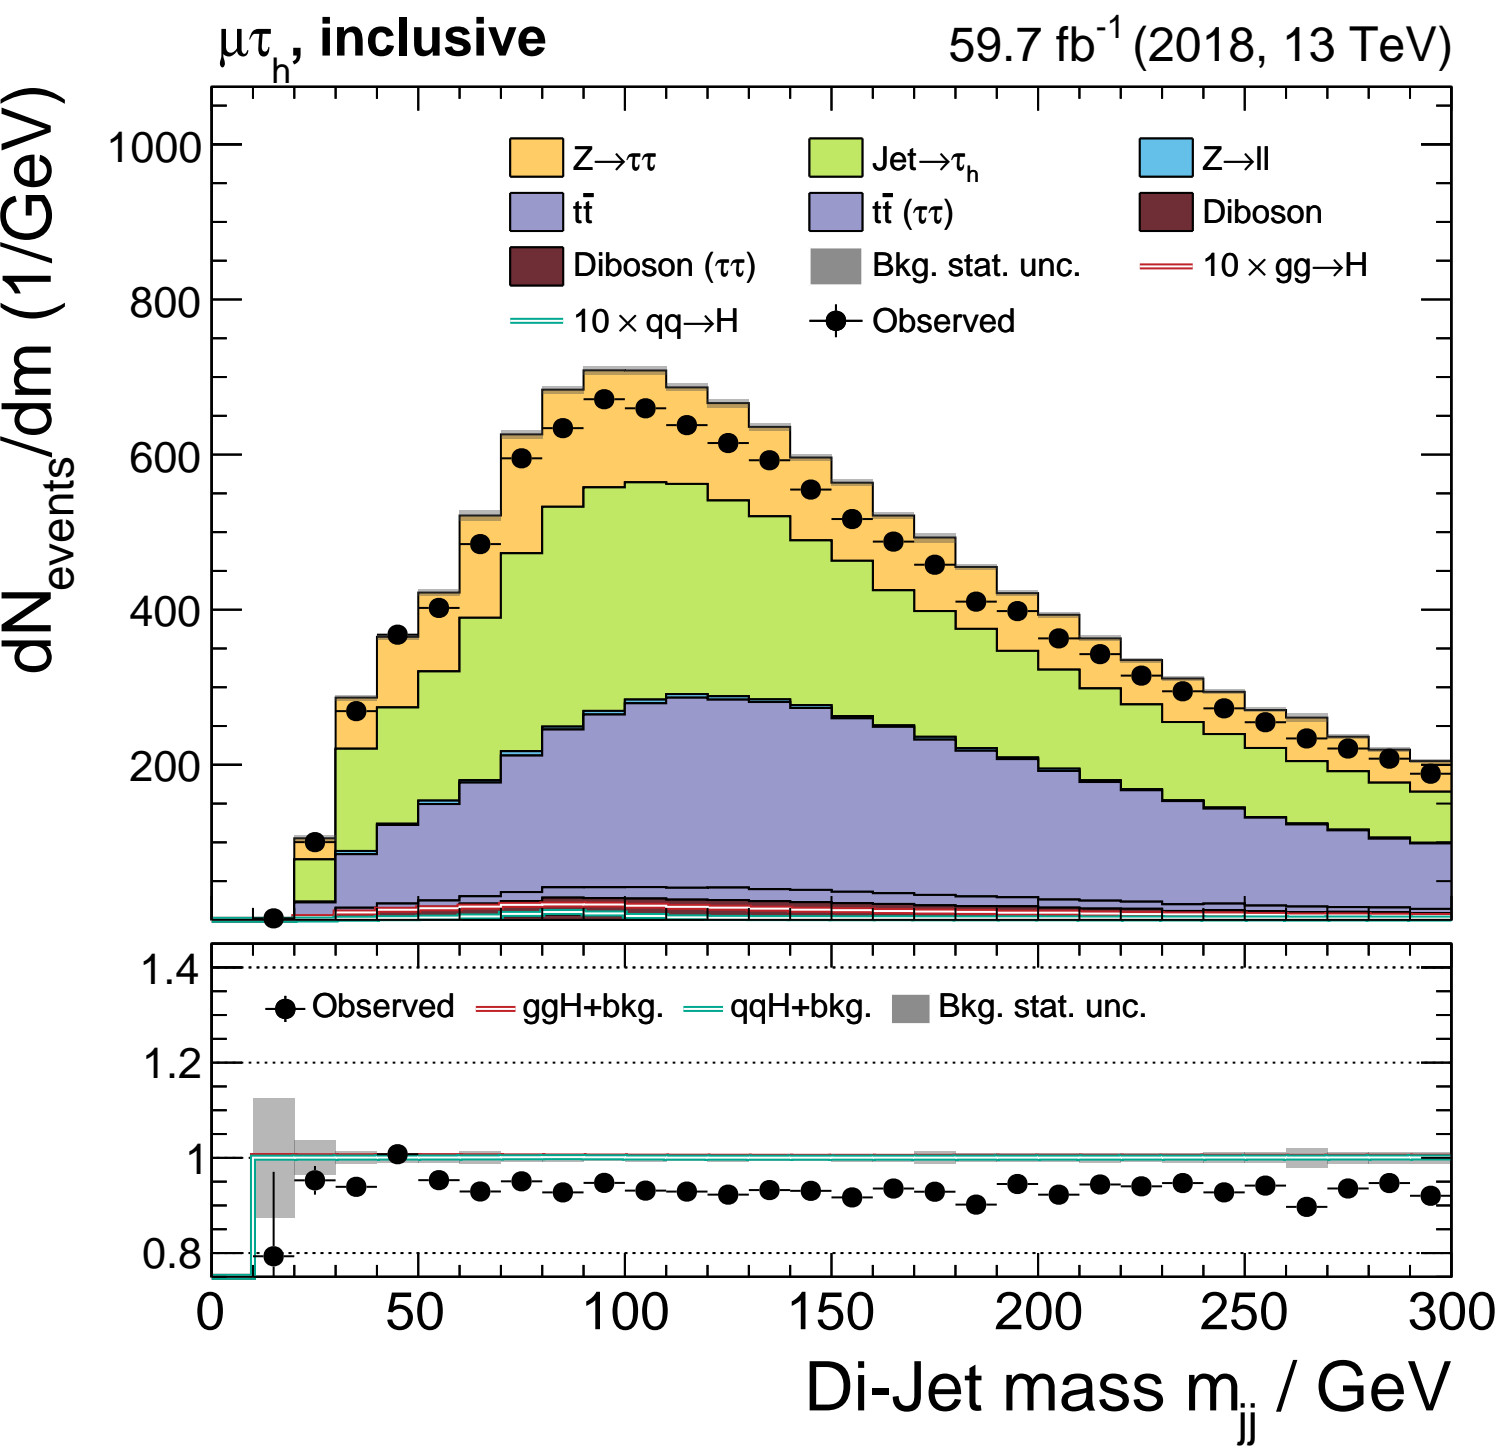 μτh, inclusive 59.7 fb-1 (2018, 13 TeV)
dNevents/dm (1/GeV)
1000
800
600
400
200
Z→ττ Jet→τh Z→ll
tt̄ tt̄ (ττ) Diboson
Diboson (ττ) Bkg. stat. unc. 10 × gg→H
10 × qq→H Observed
1.4
1.2
1
0.8
Observed ggH+bkg. qqH+bkg. Bkg. stat. unc.
0 50 100 150 200 250 300
Di-Jet mass mjj / GeV